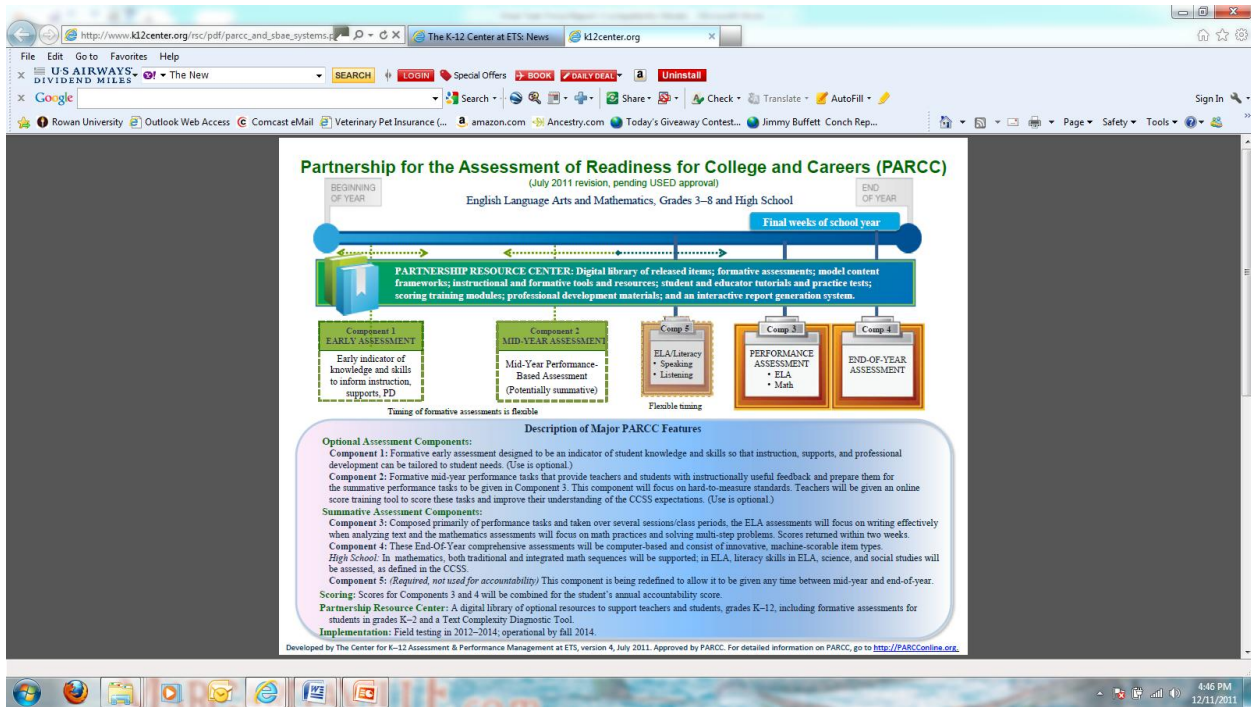 http://www.k12center.org/rsc/pdf/parcc_and_sbae_systems.p
The K-12 Center at ETS: News
k12center.org
File Edit Go to Favorites Help
U·S AIRWAYS DIVIDEND MILES The New SEARCH LOGIN Special Offers BOOK DAILY DEAL a Uninstall
Google Search Share Check Translate AutoFill Sign In
Rowan University Outlook Web Access Comcast eMail Veterinary Pet Insurance (... amazon.com Ancestry.com Today's Giveaway Contest... Jimmy Buffett Conch Rep... Page Safety Tools
Partnership for the Assessment of Readiness for College and Careers (PARCC)
(July 2011 revision, pending USED approval)
BEGINNING OF YEAR
END OF YEAR
English Language Arts and Mathematics, Grades 3–8 and High School
Final weeks of school year
PARTNERSHIP RESOURCE CENTER: Digital library of released items; formative assessments; model content
frameworks; instructional and formative tools and resources; student and educator tutorials and practice tests;
scoring training modules; professional development materials; and an interactive report generation system.
Component 1
EARLY ASSESSMENT
Early indicator of
knowledge and skills
to inform instruction,
supports, PD
Component 2
MID-YEAR ASSESSMENT
Mid-Year Performance-
Based Assessment
(Potentially summative)
Comp 5
ELA/Literacy
• Speaking
• Listening
Flexible timing
Comp 3
PERFORMANCE
ASSESSMENT
• ELA
• Math
Comp 4
END-OF-YEAR
ASSESSMENT
Timing of formative assessments is flexible
Description of Major PARCC Features
Optional Assessment Components:
Component 1: Formative early assessment designed to be an indicator of student knowledge and skills so that instruction, supports, and professional
development can be tailored to student needs. (Use is optional.)
Component 2: Formative mid-year performance tasks that provide teachers and students with instructionally useful feedback and prepare them for
the summative performance tasks to be given in Component 3. This component will focus on hard-to-measure standards. Teachers will be given an online
score training tool to score these tasks and improve their understanding of the CCSS expectations. (Use is optional.)
Summative Assessment Components:
Component 3: Composed primarily of performance tasks and taken over several sessions/class periods, the ELA assessments will focus on writing effectively
when analyzing text and the mathematics assessments will focus on math practices and solving multi-step problems. Scores returned within two weeks.
Component 4: These End-Of-Year comprehensive assessments will be computer-based and consist of innovative, machine-scorable item types.
High School: In mathematics, both traditional and integrated math sequences will be supported; in ELA, literacy skills in ELA, science, and social studies will
be assessed, as defined in the CCSS.
Component 5: (Required, not used for accountability) This component is being redefined to allow it to be given any time between mid-year and end-of-year.
Scoring: Scores for Components 3 and 4 will be combined for the student's annual accountability score.
Partnership Resource Center: A digital library of optional resources to support teachers and students, grades K–12, including formative assessments for
students in grades K–2 and a Text Complexity Diagnostic Tool.
Implementation: Field testing in 2012–2014; operational by fall 2014.
Developed by The Center for K–12 Assessment & Performance Management at ETS, version 4, July 2011. Approved by PARCC. For detailed information on PARCC, go to http://PARCConline.org.
4:46 PM
12/11/2011